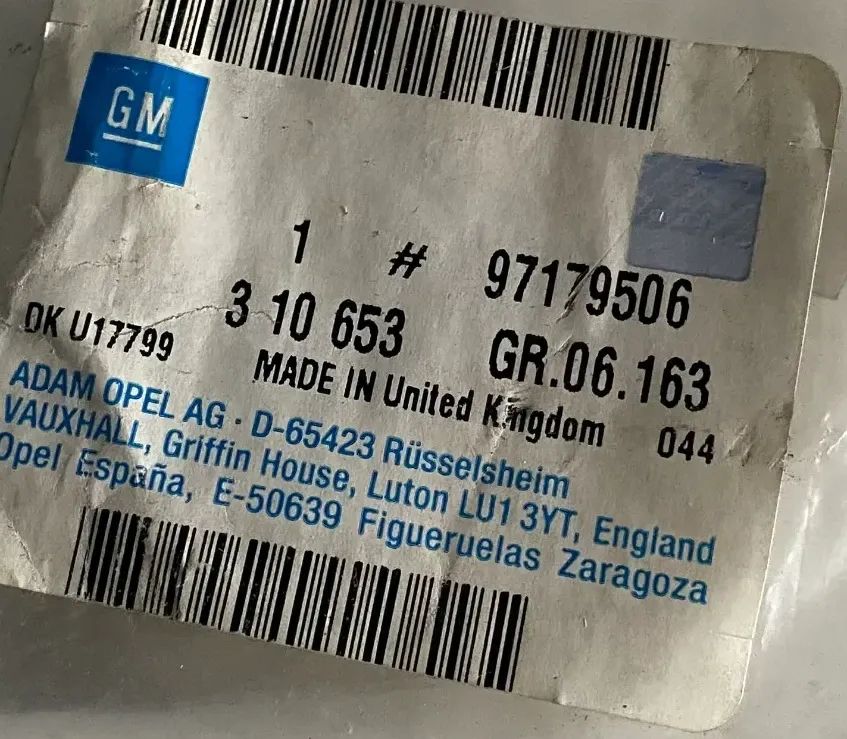 GM
1 # 97179506
3 10 653 GR.06.163
DK U17799 MADE IN United Kingdom 044
ADAM OPEL AG · D-65423 Rüsselsheim
VAUXHALL, Griffin House, Luton LU1 3YT, England
Opel España, E-50639 Figueruelas Zaragoza